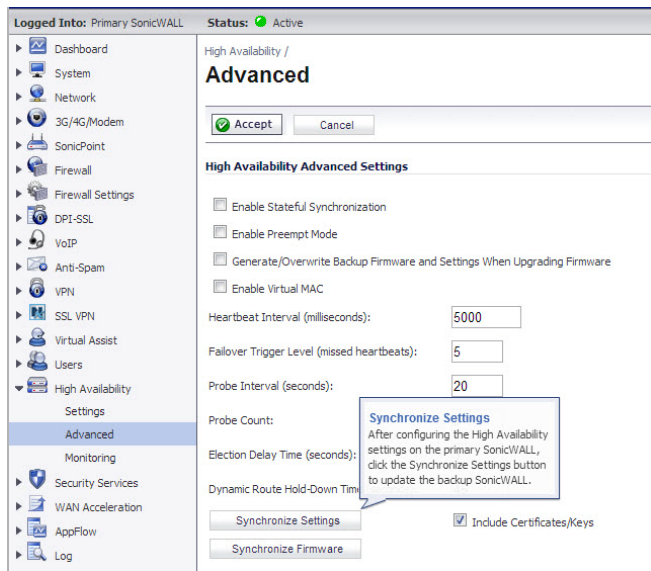 Logged Into: Primary SonicWALL
Status: Active
Dashboard
System
Network
3G/4G/Modem
SonicPoint
Firewall
Firewall Settings
DPI-SSL
VoIP
Anti-Spam
VPN
SSL VPN
Virtual Assist
Users
High Availability
Settings
Advanced
Monitoring
Security Services
WAN Acceleration
AppFlow
Log
High Availability /
Advanced
Accept
Cancel
High Availability Advanced Settings
Enable Stateful Synchronization
Enable Preempt Mode
Generate/Overwrite Backup Firmware and Settings When Upgrading Firmware
Enable Virtual MAC
Heartbeat Interval (milliseconds): 5000
Failover Trigger Level (missed heartbeats): 5
Probe Interval (seconds): 20
Probe Count:
Election Delay Time (seconds):
Dynamic Route Hold-Down Time
Synchronize Settings
After configuring the High Availability
settings on the primary SonicWALL,
click the Synchronize Settings button
to update the backup SonicWALL.
Synchronize Settings
Include Certificates/Keys
Synchronize Firmware